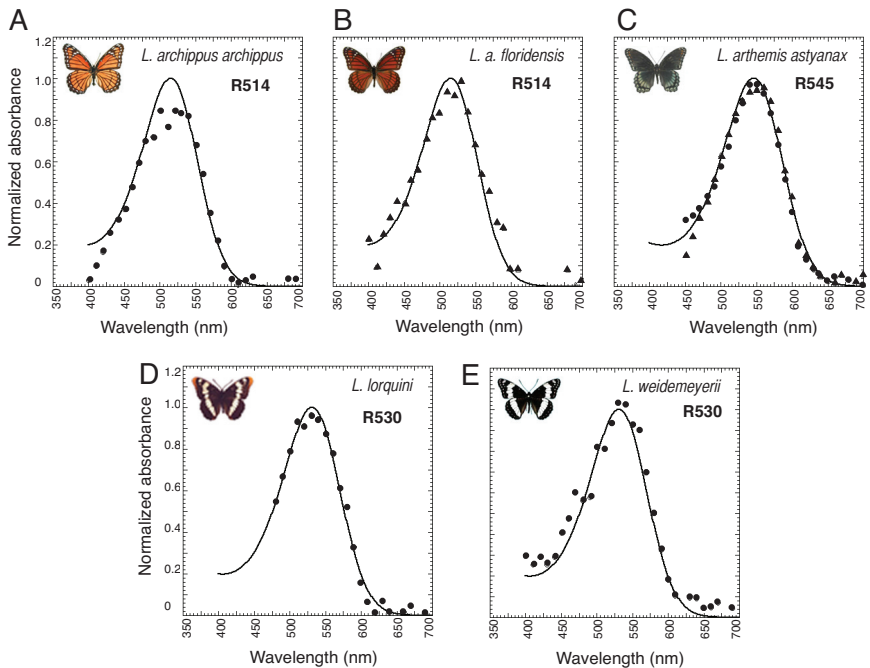 A
L. archippus archippus
R514
1.2
1.0
0.8
0.6
0.4
0.2
0
Normalized absorbance
350
400
450
500
550
600
650
700
Wavelength (nm)
B
L. a. floridensis
R514
350
400
450
500
550
600
650
700
Wavelength (nm)
C
L. arthemis astyanax
R545
350
400
450
500
550
600
650
700
Wavelength (nm)
D
L. lorquini
R530
1.2
1.0
0.8
0.6
0.4
0.2
0
Normalized absorbance
350
400
450
500
550
600
650
700
Wavelength (nm)
E
L. weidemeyerii
R530
350
400
450
500
550
600
650
700
Wavelength (nm)